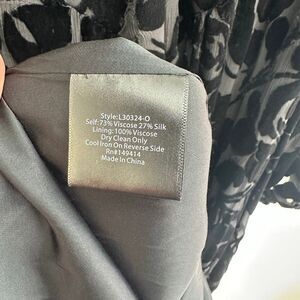 Style:L30324-O
Self: 73% Viscose 27% Silk
Lining: 100% Viscose
Dry Clean Only
Cool Iron On Reverse Side
Rn#149414
Made in China